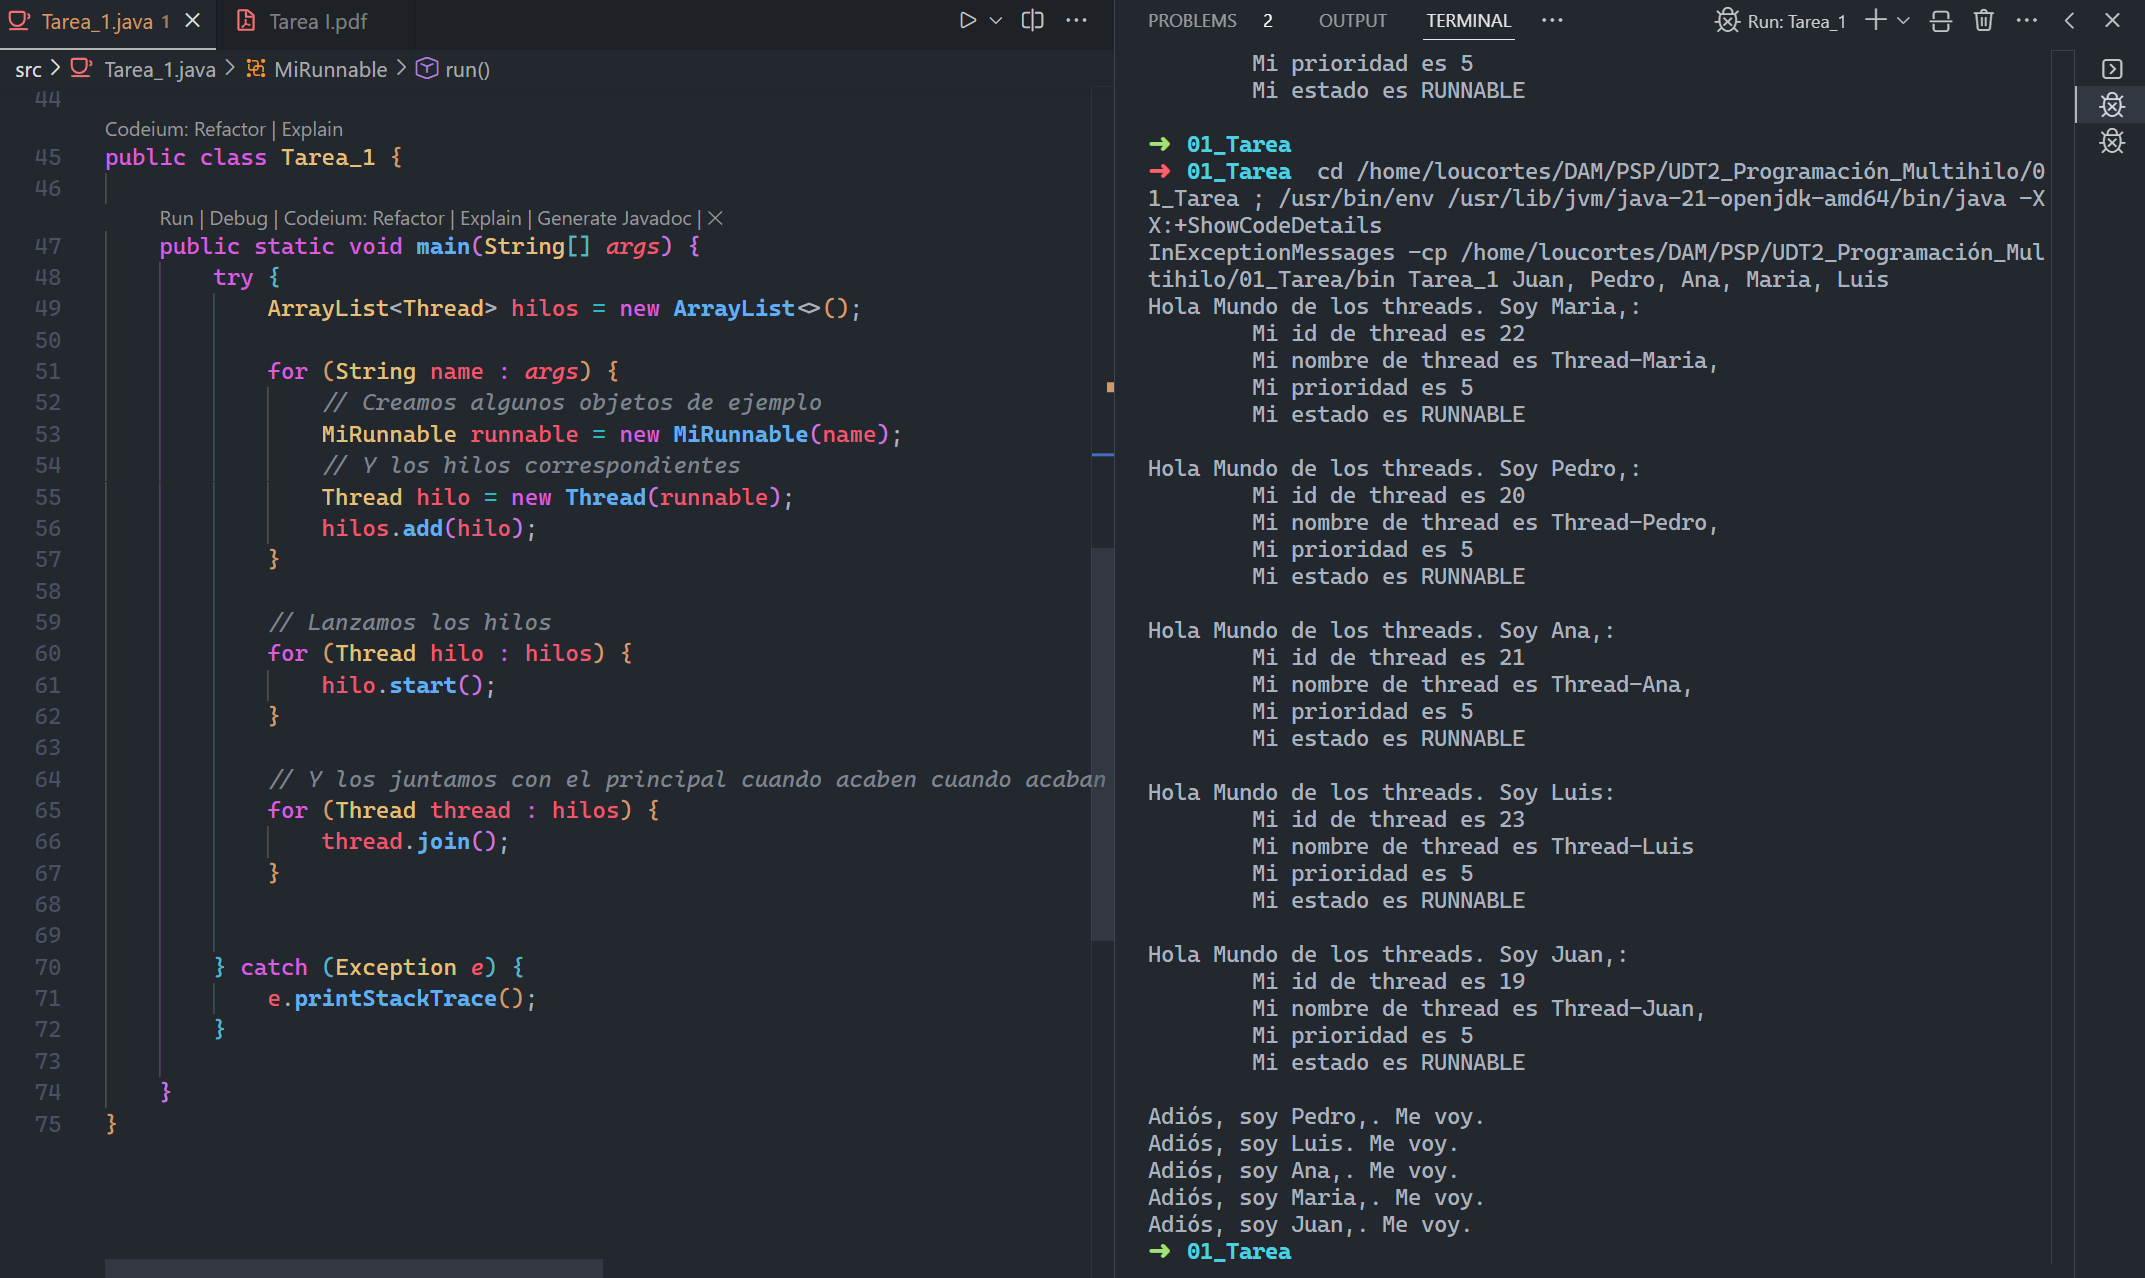 Tarea_1.java 1
Tarea I.pdf
src > Tarea_1.java > MiRunnable > run()
44
Codeium: Refactor | Explain
45 public class Tarea_1 {
46
Run | Debug | Codeium: Refactor | Explain | Generate Javadoc | ×
47 public static void main(String[] args) {
48 try {
49 ArrayList<Thread> hilos = new ArrayList<>();
50
51 for (String name : args) {
52 // Creamos algunos objetos de ejemplo
53 MiRunnable runnable = new MiRunnable(name);
54 // Y los hilos correspondientes
55 Thread hilo = new Thread(runnable);
56 hilos.add(hilo);
57 }
58
59 // Lanzamos los hilos
60 for (Thread hilo : hilos) {
61 hilo.start();
62 }
63
64 // Y los juntamos con el principal cuando acaben cuando acaban
65 for (Thread thread : hilos) {
66 thread.join();
67 }
68
69
70 } catch (Exception e) {
71 e.printStackTrace();
72 }
73
74 }
75 }
PROBLEMS 2 OUTPUT TERMINAL ···
Run: Tarea_1
Mi prioridad es 5
Mi estado es RUNNABLE
➜ 01_Tarea
➜ 01_Tarea cd /home/loucortes/DAM/PSP/UDT2_Programación_Multihilo/0
1_Tarea ; /usr/bin/env /usr/lib/jvm/java-21-openjdk-amd64/bin/java -X
X:+ShowCodeDetails
InExceptionMessages -cp /home/loucortes/DAM/PSP/UDT2_Programación_Mul
tihilo/01_Tarea/bin Tarea_1 Juan, Pedro, Ana, Maria, Luis
Hola Mundo de los threads. Soy Maria,:
Mi id de thread es 22
Mi nombre de thread es Thread-Maria,
Mi prioridad es 5
Mi estado es RUNNABLE
Hola Mundo de los threads. Soy Pedro,:
Mi id de thread es 20
Mi nombre de thread es Thread-Pedro,
Mi prioridad es 5
Mi estado es RUNNABLE
Hola Mundo de los threads. Soy Ana,:
Mi id de thread es 21
Mi nombre de thread es Thread-Ana,
Mi prioridad es 5
Mi estado es RUNNABLE
Hola Mundo de los threads. Soy Luis:
Mi id de thread es 23
Mi nombre de thread es Thread-Luis
Mi prioridad es 5
Mi estado es RUNNABLE
Hola Mundo de los threads. Soy Juan,:
Mi id de thread es 19
Mi nombre de thread es Thread-Juan,
Mi prioridad es 5
Mi estado es RUNNABLE
Adiós, soy Pedro,. Me voy.
Adiós, soy Luis. Me voy.
Adiós, soy Ana,. Me voy.
Adiós, soy Maria,. Me voy.
Adiós, soy Juan,. Me voy.
➜ 01_Tarea